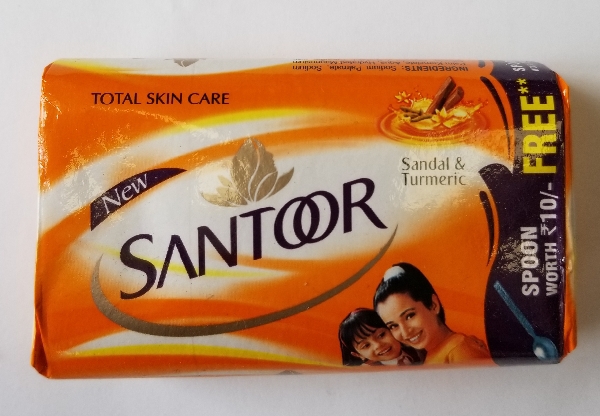 TOTAL SKIN CARE
New
SANTOOR
Sandal &
Turmeric
SPOON
WORTH ₹10/- FREE**
INGREDIENTS: Sodium Palmate, Sodium